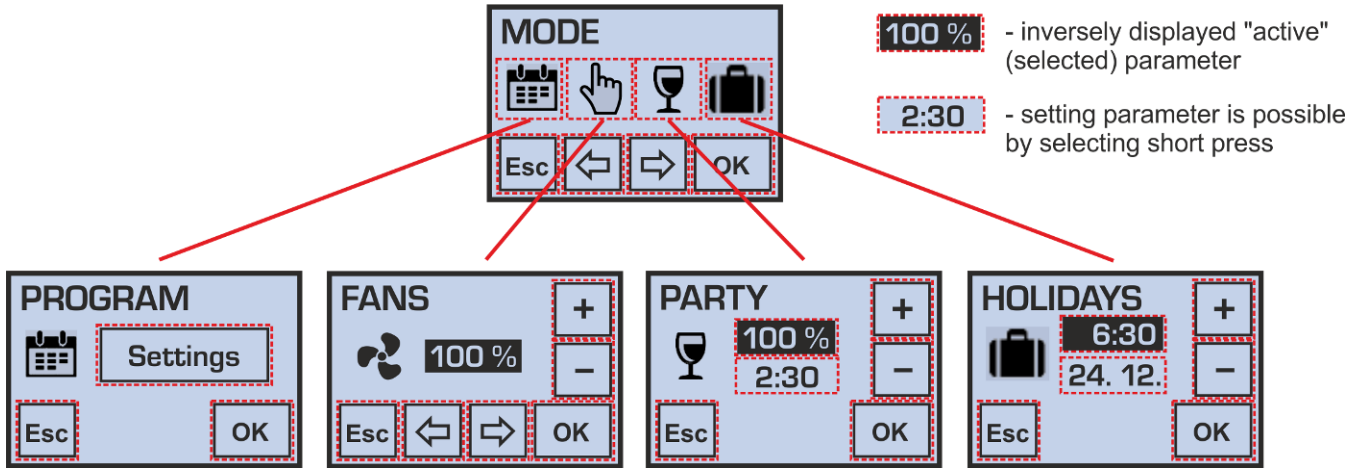 MODE
Esc
OK
100 %
- inversely displayed "active"
(selected) parameter
2:30
- setting parameter is possible
by selecting short press
PROGRAM
Settings
Esc
OK
FANS
100 %
+
−
Esc
OK
PARTY
100 %
2:30
+
−
Esc
OK
HOLIDAYS
6:30
24. 12.
+
−
Esc
OK